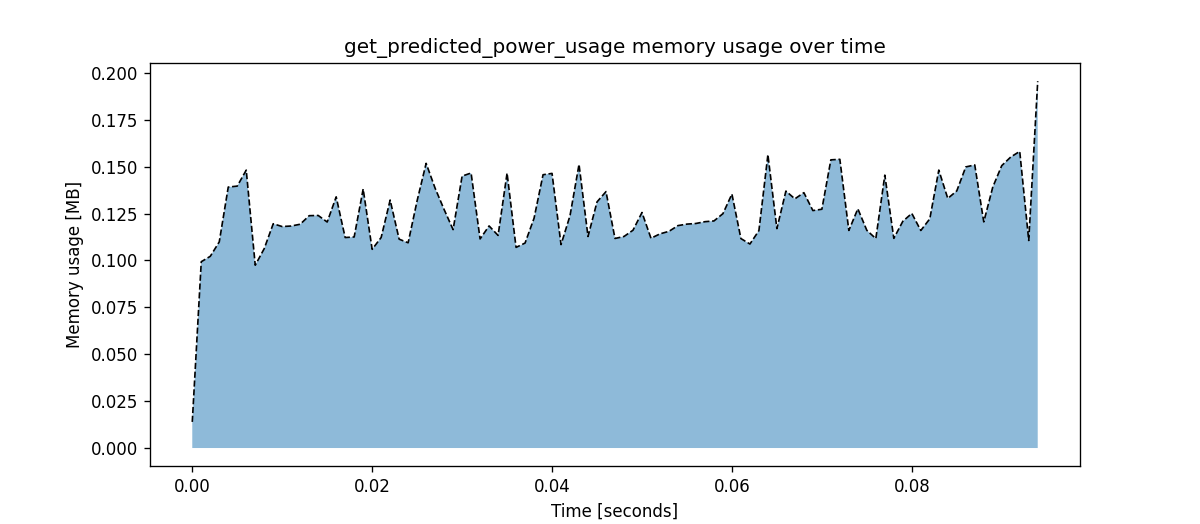 get_predicted_power_usage memory usage over time
Memory usage [MB]
0.200
0.175
0.150
0.125
0.100
0.075
0.050
0.025
0.000
0.00 0.02 0.04 0.06 0.08
Time [seconds]